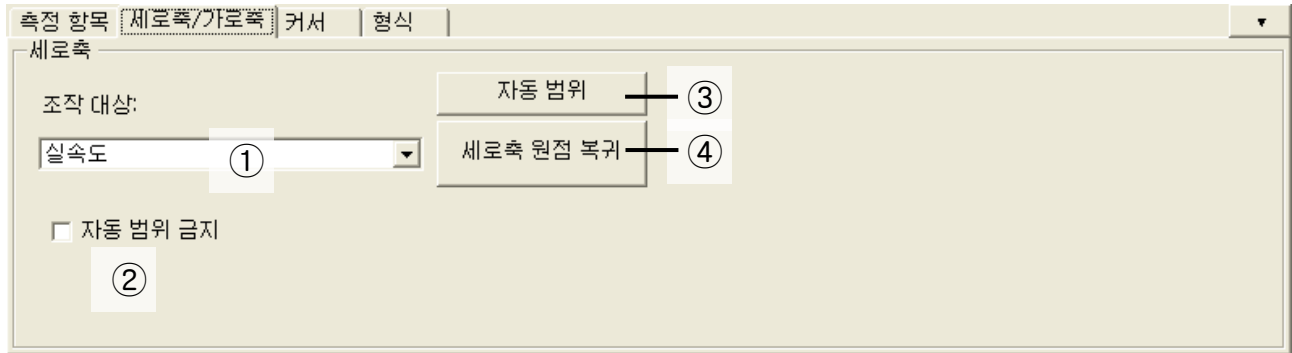 측정 항목 세로축/가로축 커서 형식
세로축
조작 대상:
자동 범위 ③
실속도 ①
세로축 원점 복귀 ④
자동 범위 금지
②